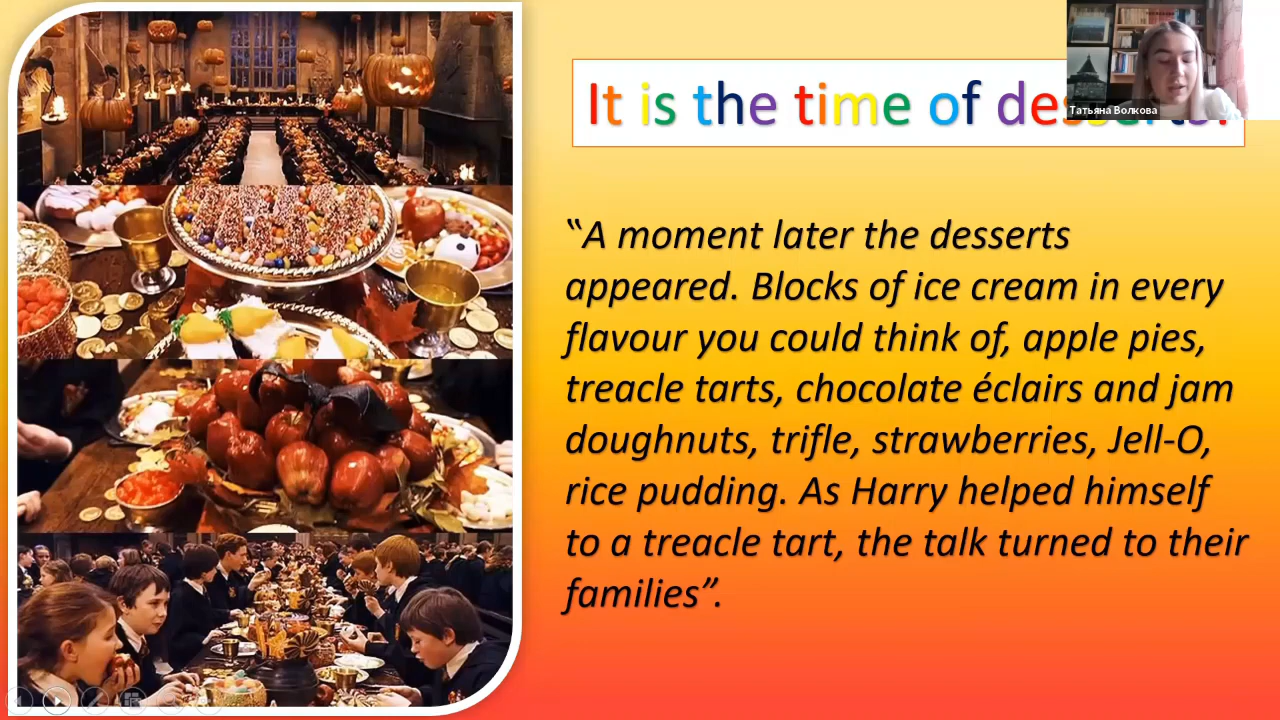 It is the time of des
Татьяна Волкова
“A moment later the desserts
appeared. Blocks of ice cream in every
flavour you could think of, apple pies,
treacle tarts, chocolate éclairs and jam
doughnuts, trifle, strawberries, Jell-O,
rice pudding. As Harry helped himself
to a treacle tart, the talk turned to their
families”.